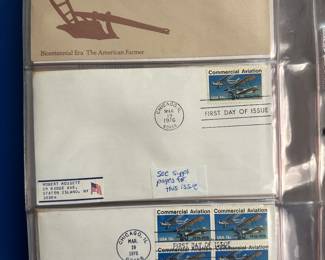 Bicentennial Era The American Farmer
Commercial Aviation
USA 13c
CHICAGO, IL
MAR
19
1976
FIRST DAY OF ISSUE
SEE
pages for
this issue
ROBERT
STATEN ISLAND, NY
CHICAGO, IL
MAR.
19
1976
Commercial Aviation
Commercial Aviation
FIRST DAY OF ISSUE